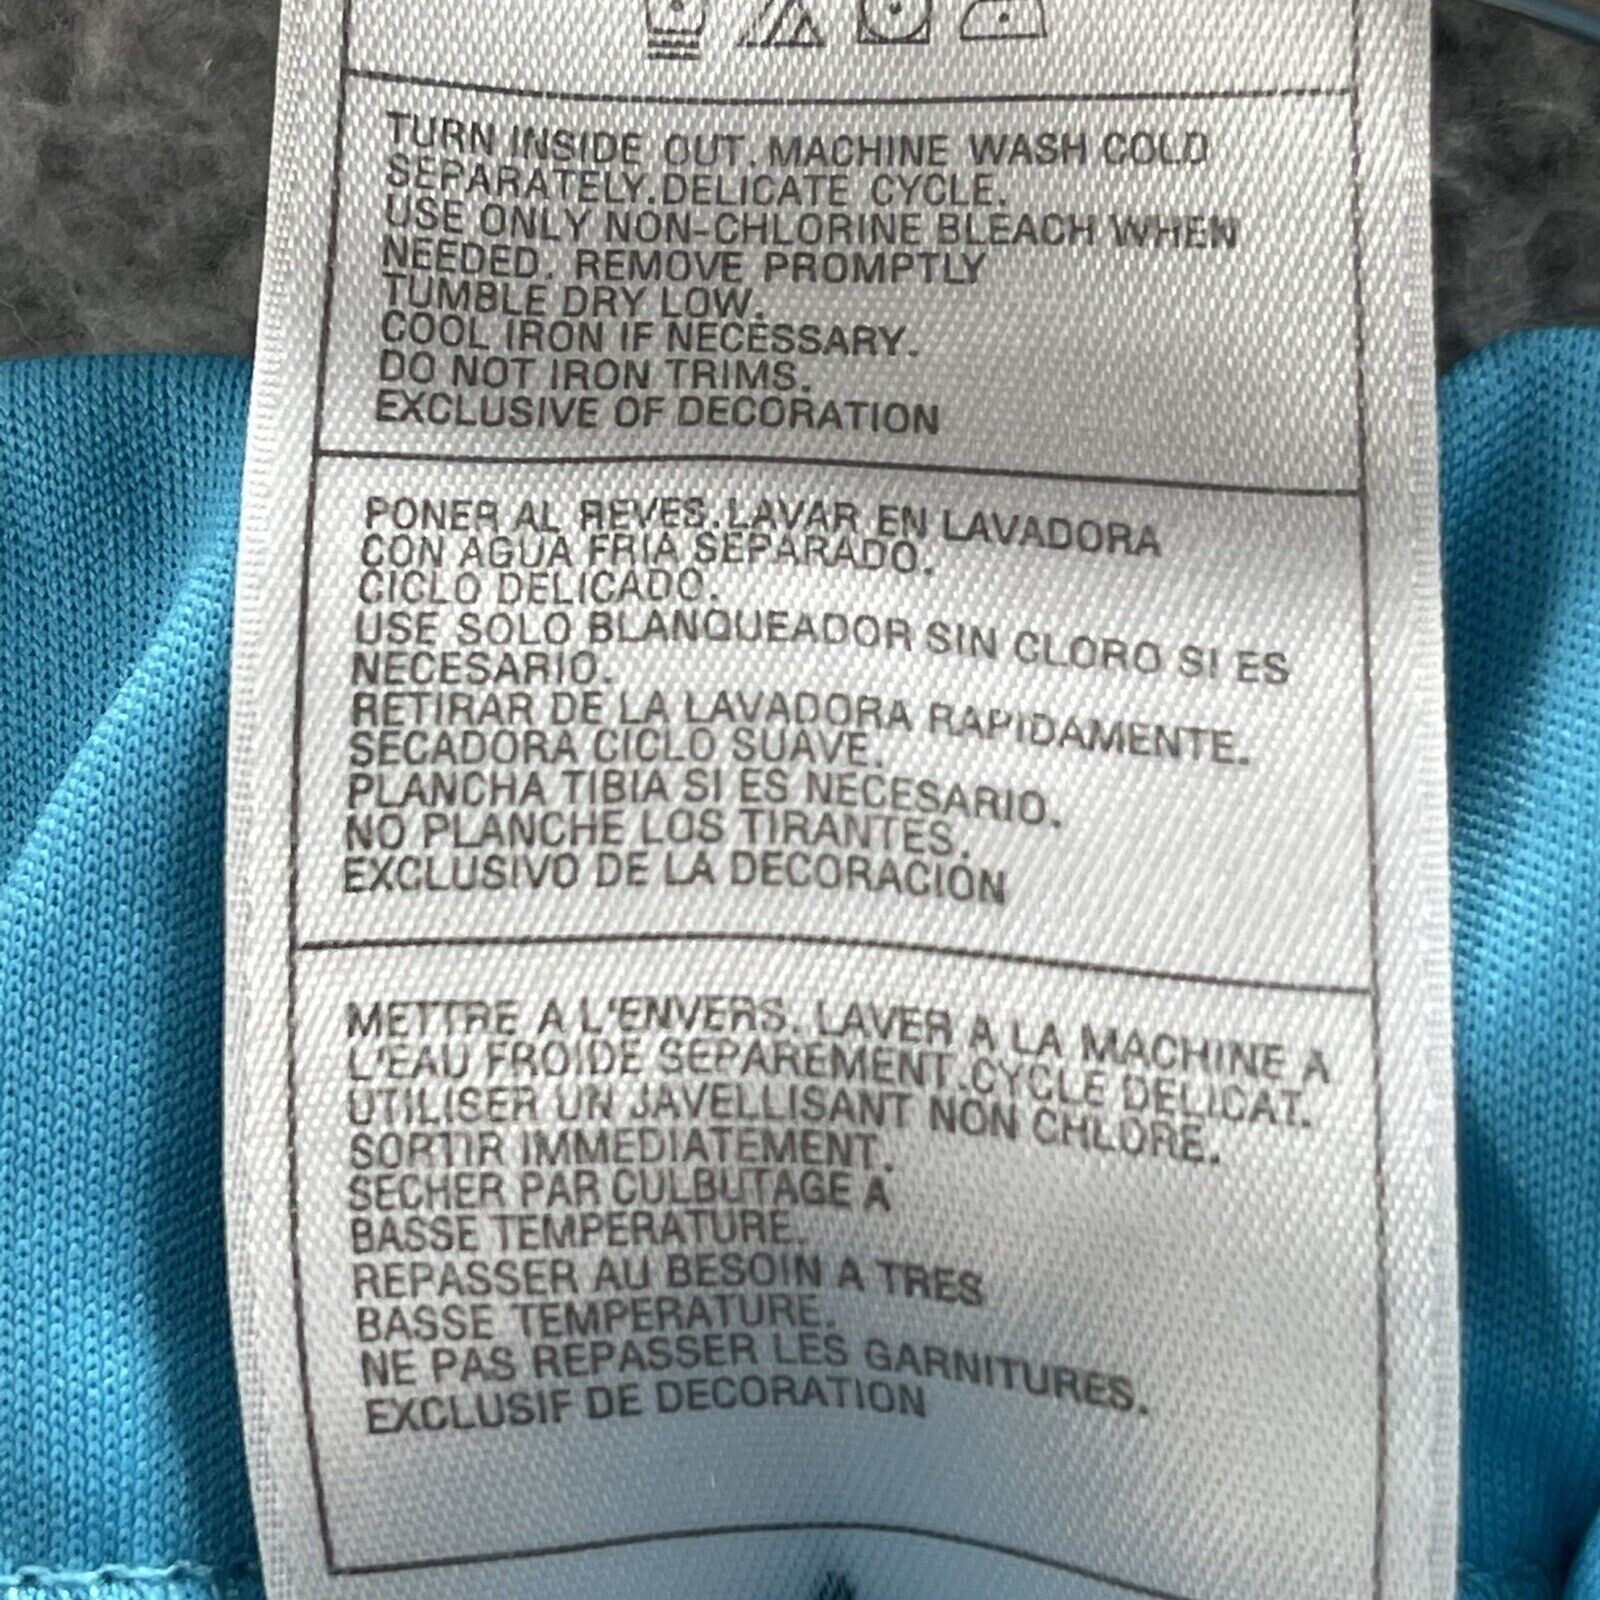 TURN INSIDE OUT. MACHINE WASH COLD
SEPARATELY.DELICATE CYCLE.
USE ONLY NON-CHLORINE BLEACH WHEN
NEEDED. REMOVE PROMPTLY
TUMBLE DRY LOW.
COOL IRON IF NECESSARY.
DO NOT IRON TRIMS.
EXCLUSIVE OF DECORATION
PONER AL REVES.LAVAR EN LAVADORA
CON AGUA FRIA SEPARADO.
CICLO DELICADO.
USE SOLO BLANQUEADOR SIN CLORO SI ES
NECESARIO.
RETIRAR DE LA LAVADORA RAPIDAMENTE.
SECADORA CICLO SUAVE.
PLANCHA TIBIA SI ES NECESARIO.
NO PLANCHE LOS TIRANTES.
EXCLUSIVO DE LA DECORACIÓN
METTRE A L'ENVERS. LAVER A LA MACHINE A
L'EAU FROIDE SEPAREMENT.CYCLE DELICAT.
UTILISER UN JAVELLISANT NON CHLORE.
SORTIR IMMEDIATEMENT.
SECHER PAR CULBUTAGE A
BASSE TEMPERATURE.
REPASSER AU BESOIN A TRES
BASSE TEMPERATURE.
NE PAS REPASSER LES GARNITURES.
EXCLUSIF DE DECORATION